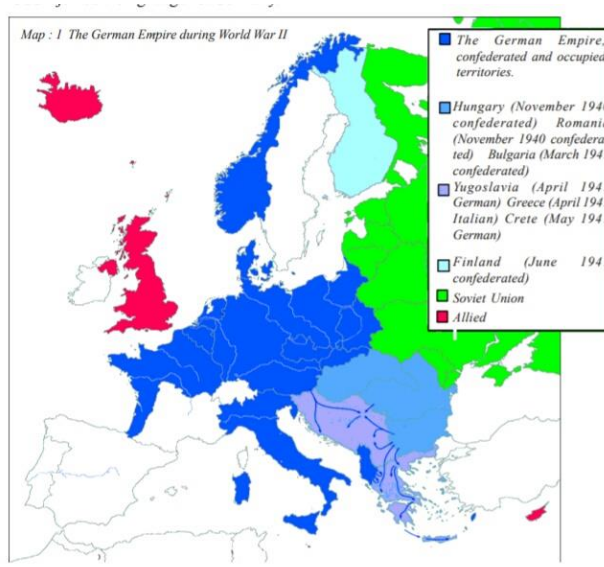 Map : 1 The German Empire during World War II
The German Empire,
confederated and occupied
territories.
Hungary (November 1940
confederated) Romania
(November 1940 confedera-
ted) Bulgaria (March 194
confederated)
Yugoslavia (April 194
German) Greece (April 194
Italian) Crete (May 194
German)
Finland (June 194
confederated)
Soviet Union
Allied